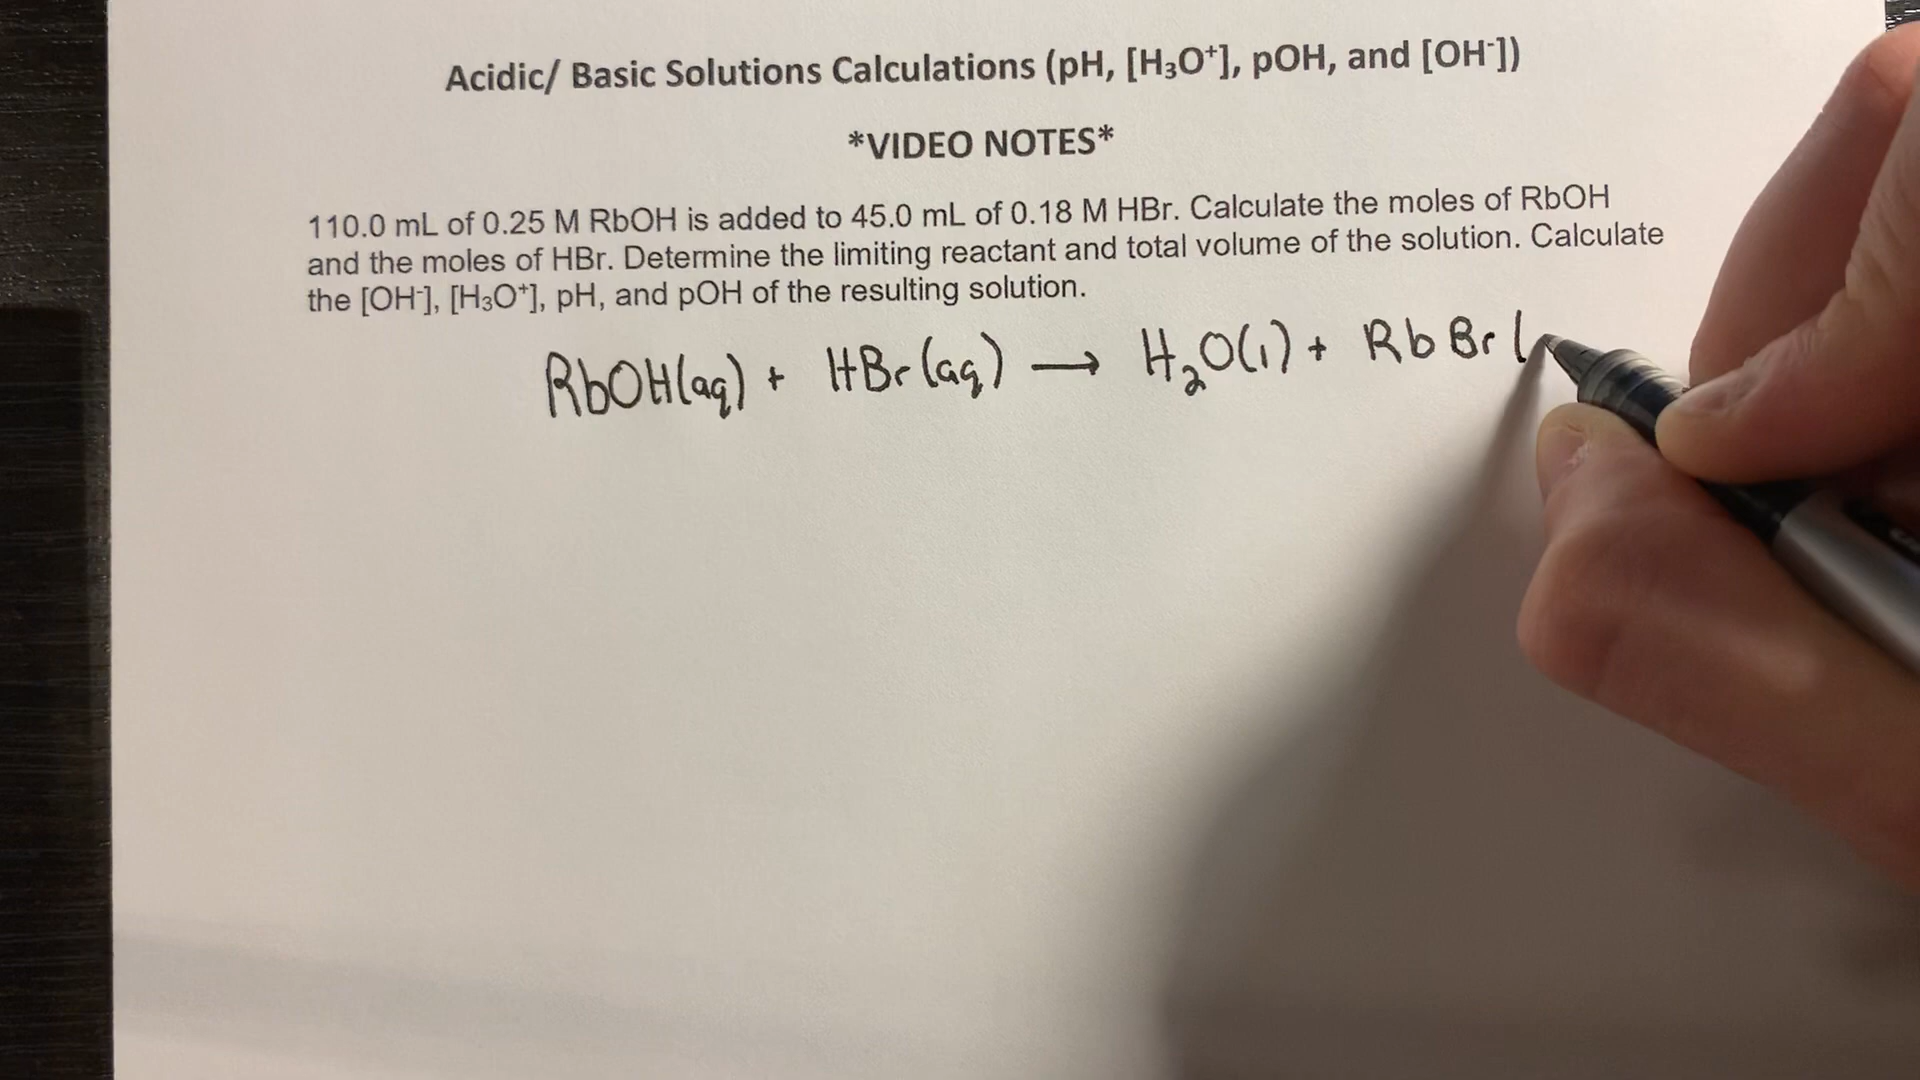 Acidic/ Basic Solutions Calculations (pH, [H₃O⁺], pOH, and [OH⁻])
*VIDEO NOTES*
110.0 mL of 0.25 M RbOH is added to 45.0 mL of 0.18 M HBr. Calculate the moles of RbOH
and the moles of HBr. Determine the limiting reactant and total volume of the solution. Calculate
the [OH⁻], [H₃O⁺], pH, and pOH of the resulting solution.
RbOH(aq) + HBr(aq) → H₂O(l) + RbBr(